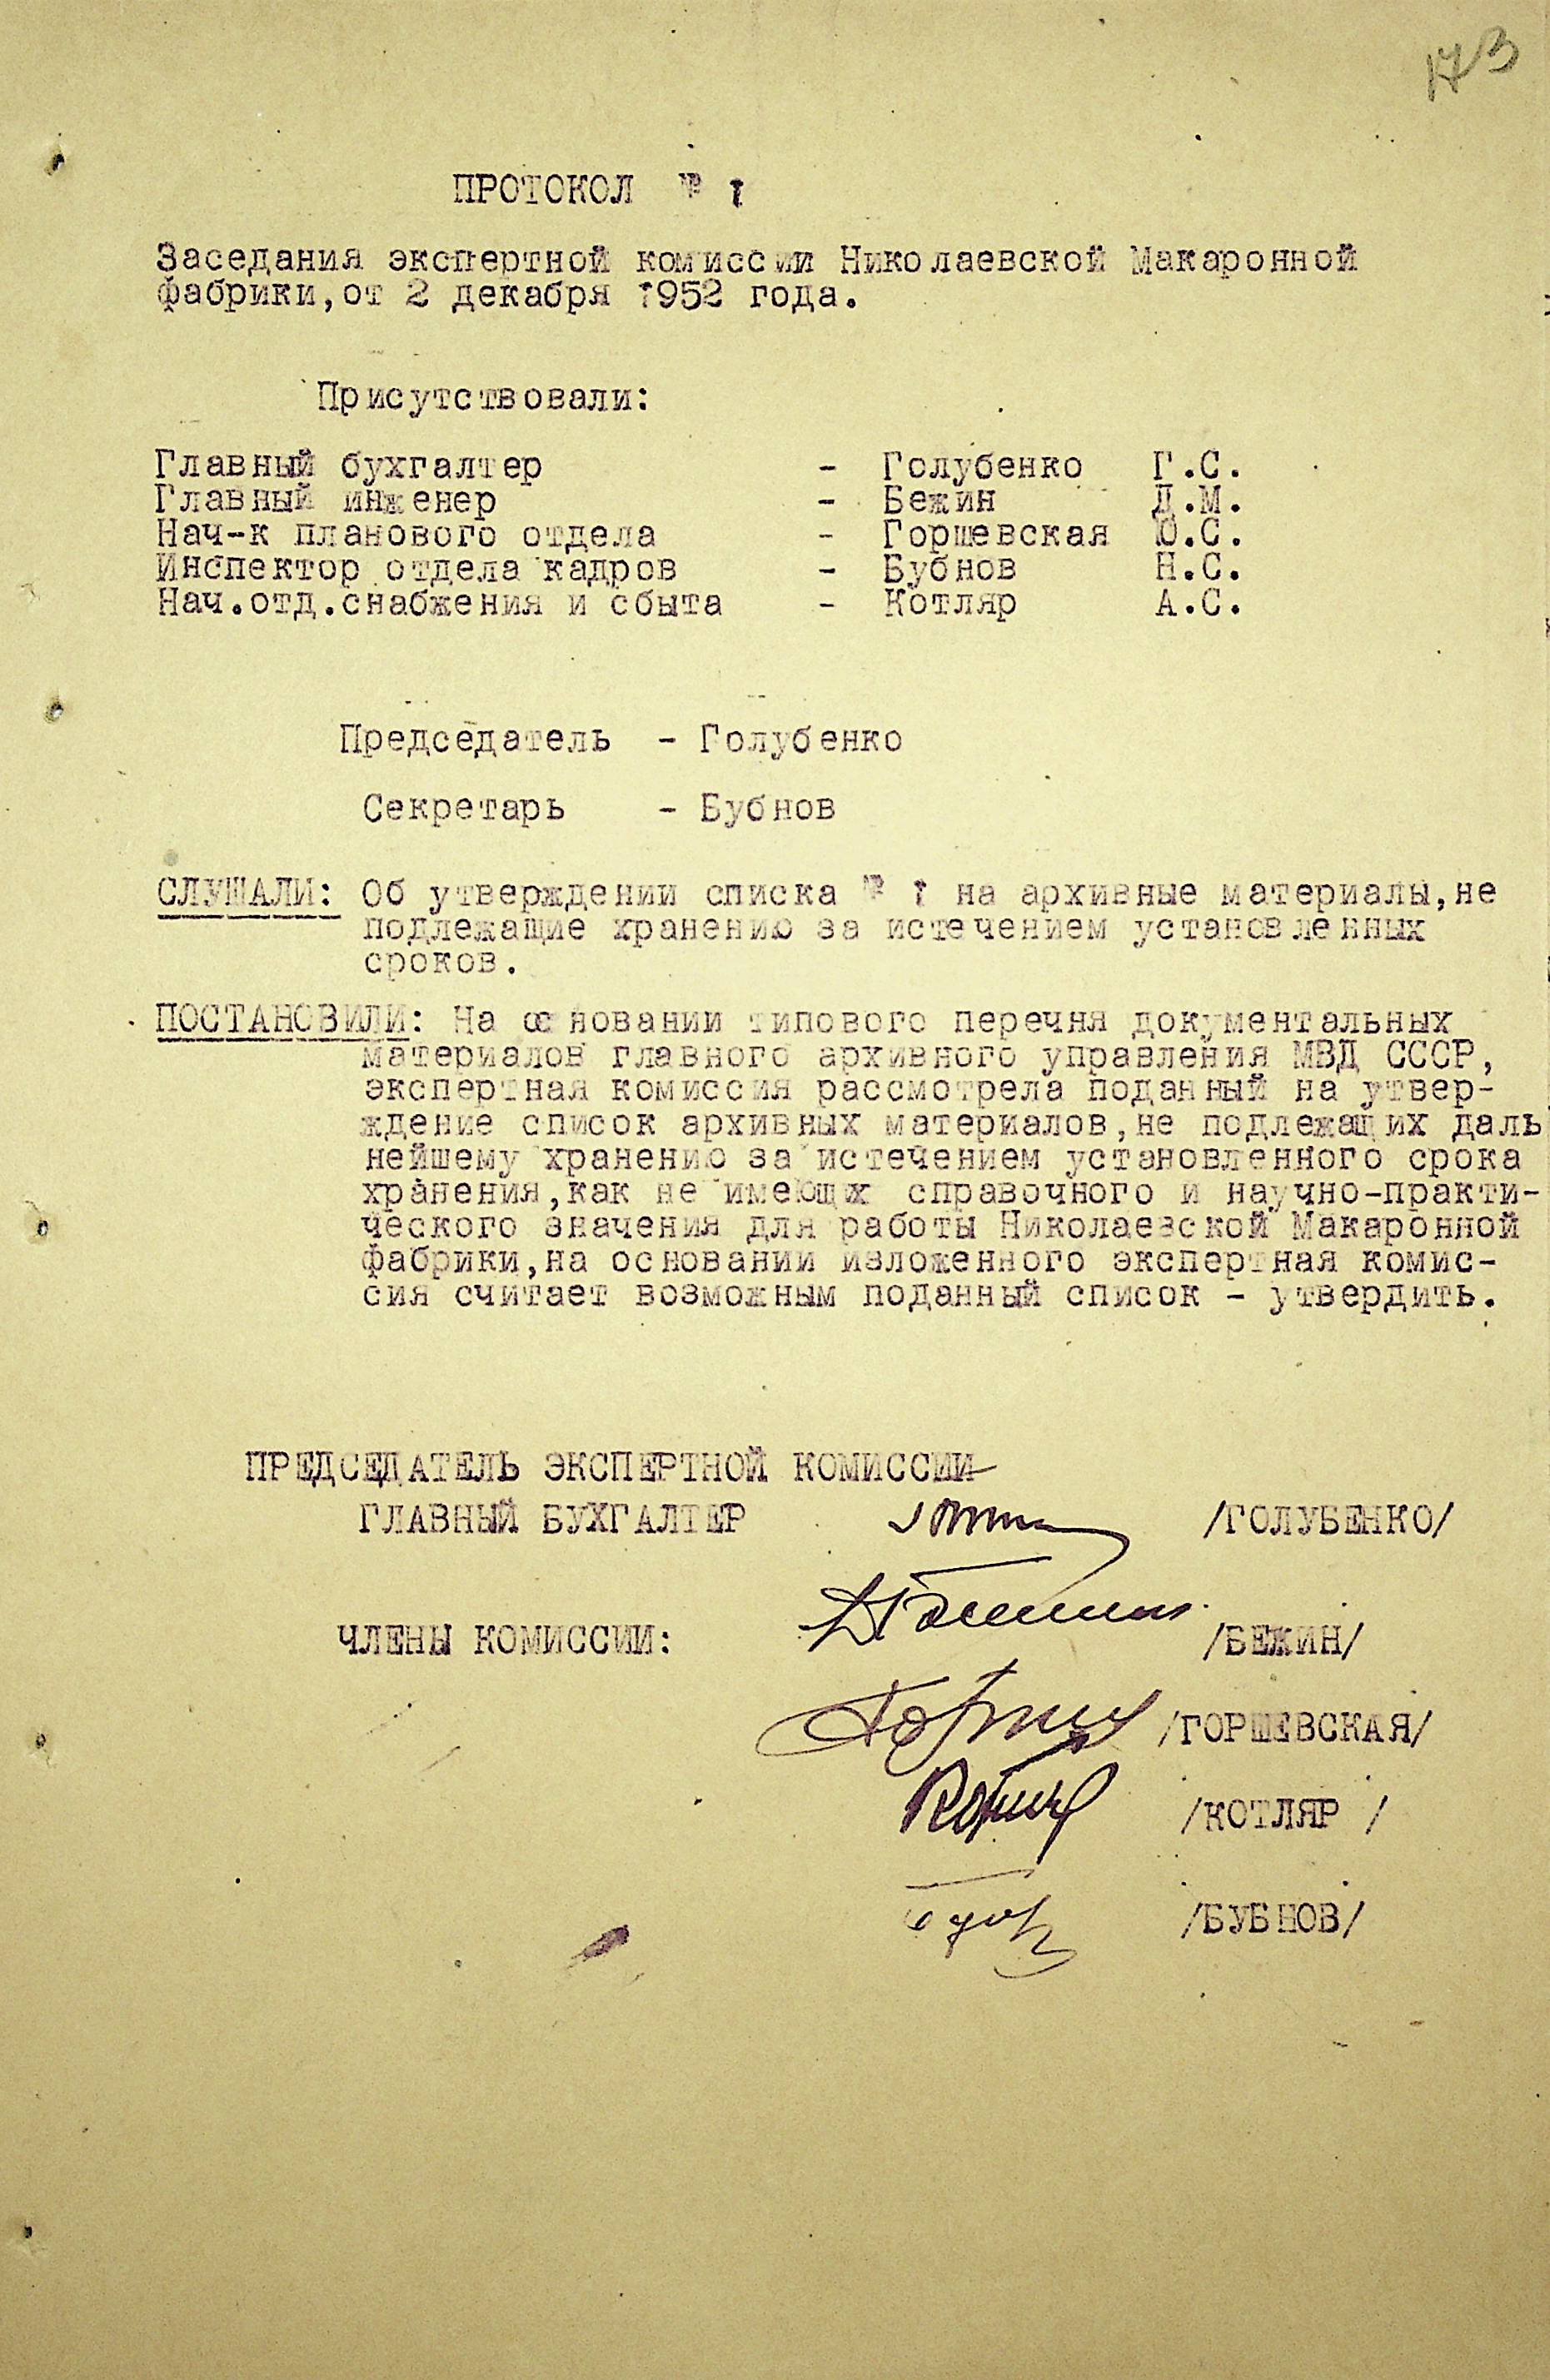 173
ПРОТОКОЛ № 1
Заседания экспертной комиссии Николаевской Макаронной
фабрики,от 2 декабря 1952 года.
Присутствовали:
Главный бухгалтер - Голубенко Г.С.
Главный инженер - Бежин Д.М.
Нач-к планового отдела - Горшевская Ю.С.
Инспектор отдела кадров - Бубнов Н.С.
Нач.отд.снабжения и сбыта - Котляр А.С.
Председатель - Голубенко
Секретарь - Бубнов
СЛУШАЛИ: Об утверждении списка № 1 на архивные материалы,не
подлежащие хранению за истечением установленных
сроков.
ПОСТАНОВИЛИ: На основании типового перечня документальных
материалов главного архивного управления МВД СССР,
экспертная комиссия рассмотрела поданный на утвер-
ждение список архивных материалов,не подлежащих даль
нейшему хранению за истечением установленного срока
хранения,как не имеющих справочного и научно-практи-
ческого значения для работы Николаевской Макаронной
фабрики,на основании изложенного экспертная комис-
сия считает возможным поданный список - утвердить.
ПРЕДСЕДАТЕЛЬ ЭКСПЕРТНОЙ КОМИССИИ
ГЛАВНЫЙ БУХГАЛТЕР /ГОЛУБЕНКО/
ЧЛЕНЫ КОМИССИИ: /БЕЖИН/
/ГОРШЕВСКАЯ/
/КОТЛЯР /
/БУБНОВ/